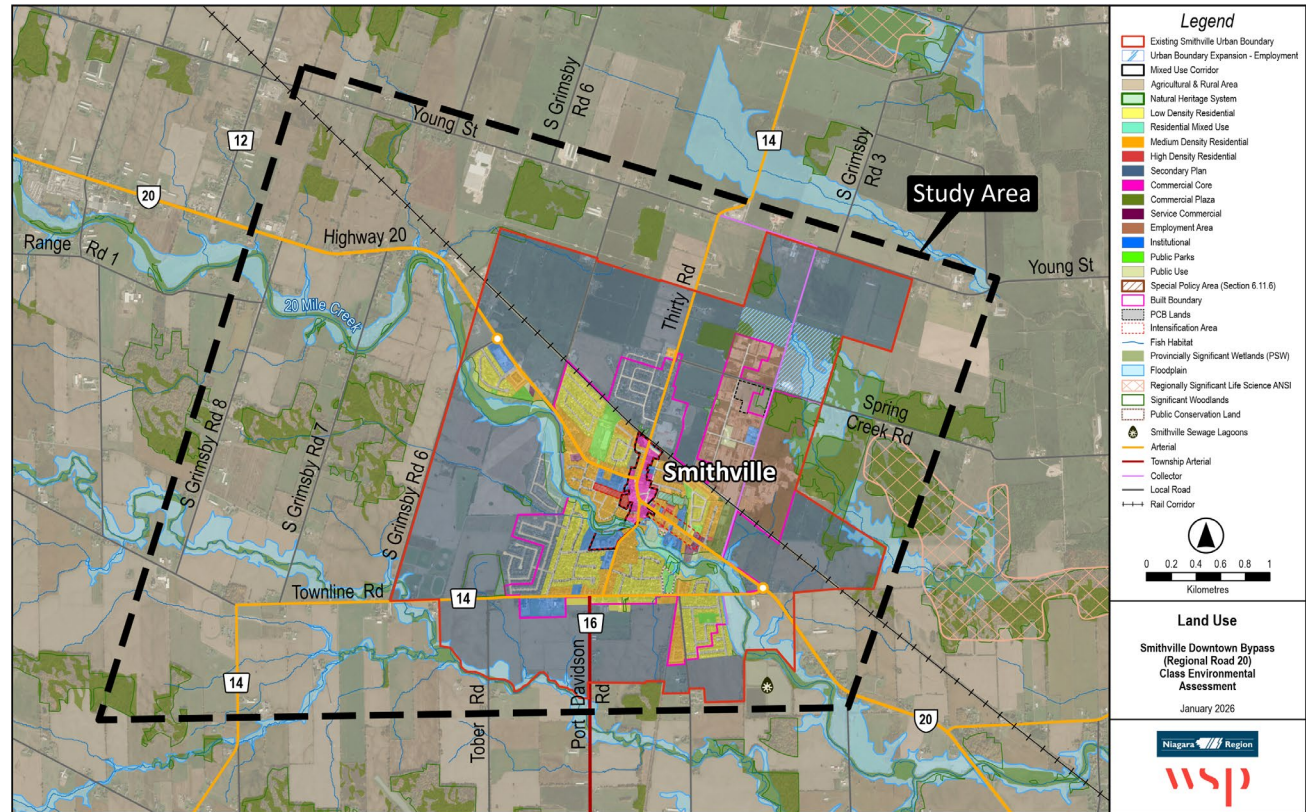 Young St
S Grimsby
Rd 6
12
14
S Grimsby
Rd 3
20
Study Area
Highway 20
Range Rd 1
Young St
20 Mile Creek
Thirty Rd
Spring
Creek Rd
S Grimsby Rd 8
S Grimsby Rd 7
S Grimsby Rd 6
Smithville
Townline Rd
14
16
14
Tober Rd
Port Davidson Rd
20
Legend
Existing Smithville Urban Boundary
Urban Boundary Expansion - Employment
Mixed Use Corridor
Agricultural & Rural Area
Natural Heritage System
Low Density Residential
Residential Mixed Use
Medium Density Residential
High Density Residential
Secondary Plan
Commercial Core
Commercial Plaza
Service Commercial
Employment Area
Institutional
Public Parks
Public Use
Special Policy Area (Section 6.11.6)
Built Boundary
PCB Lands
Intensification Area
Fish Habitat
Provincially Significant Wetlands (PSW)
Floodplain
Regionally Significant Life Science ANSI
Significant Woodlands
Public Conservation Land
Smithville Sewage Lagoons
Arterial
Township Arterial
Collector
Local Road
Rail Corridor
0 0.2 0.4 0.6 0.8 1
Kilometres
Land Use
Smithville Downtown Bypass
(Regional Road 20)
Class Environmental
Assessment
January 2026
Niagara Region
wsp